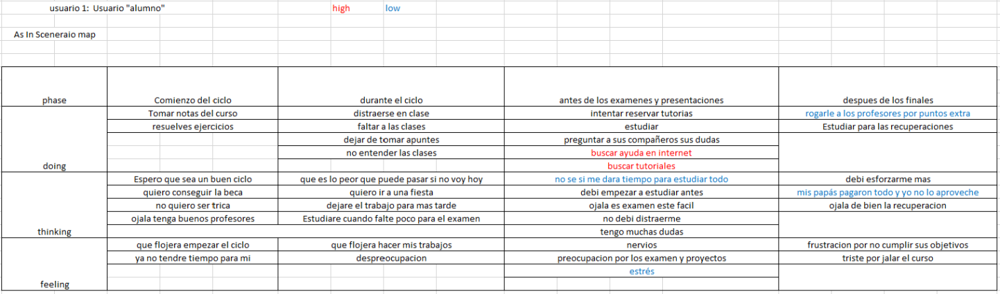 usuario 1: Usuario "alumno" high low
As In Sceneraio map
phase Comienzo del ciclo durante el ciclo antes de los examenes y presentaciones despues de los finales
Tomar notas del curso distraerse en clase intentar reservar tutorias rogarle a los profesores por puntos extra
resuelves ejercicios faltar a las clases estudiar Estudiar para las recuperaciones
dejar de tomar apuntes preguntar a sus compañeros sus dudas
no entender las clases buscar ayuda en internet
doing buscar tutoriales
Espero que sea un buen ciclo que es lo peor que puede pasar si no voy hoy no se si me dara tiempo para estudiar todo debi esforzarme mas
quiero conseguir la beca quiero ir a una fiesta debi empezar a estudiar antes mis papás pagaron todo y yo no lo aproveche
no quiero ser trica dejare el trabajo para mas tarde ojala es examen este facil ojala de bien la recuperacion
ojala tenga buenos profesores Estudiare cuando falte poco para el examen no debi distraerme
thinking tengo muchas dudas
que flojera empezar el ciclo que flojera hacer mis trabajos nervios frustracion por no cumplir sus objetivos
ya no tendre tiempo para mi despreocupacion preocupacion por los examen y proyectos triste por jalar el curso
estrés
feeling